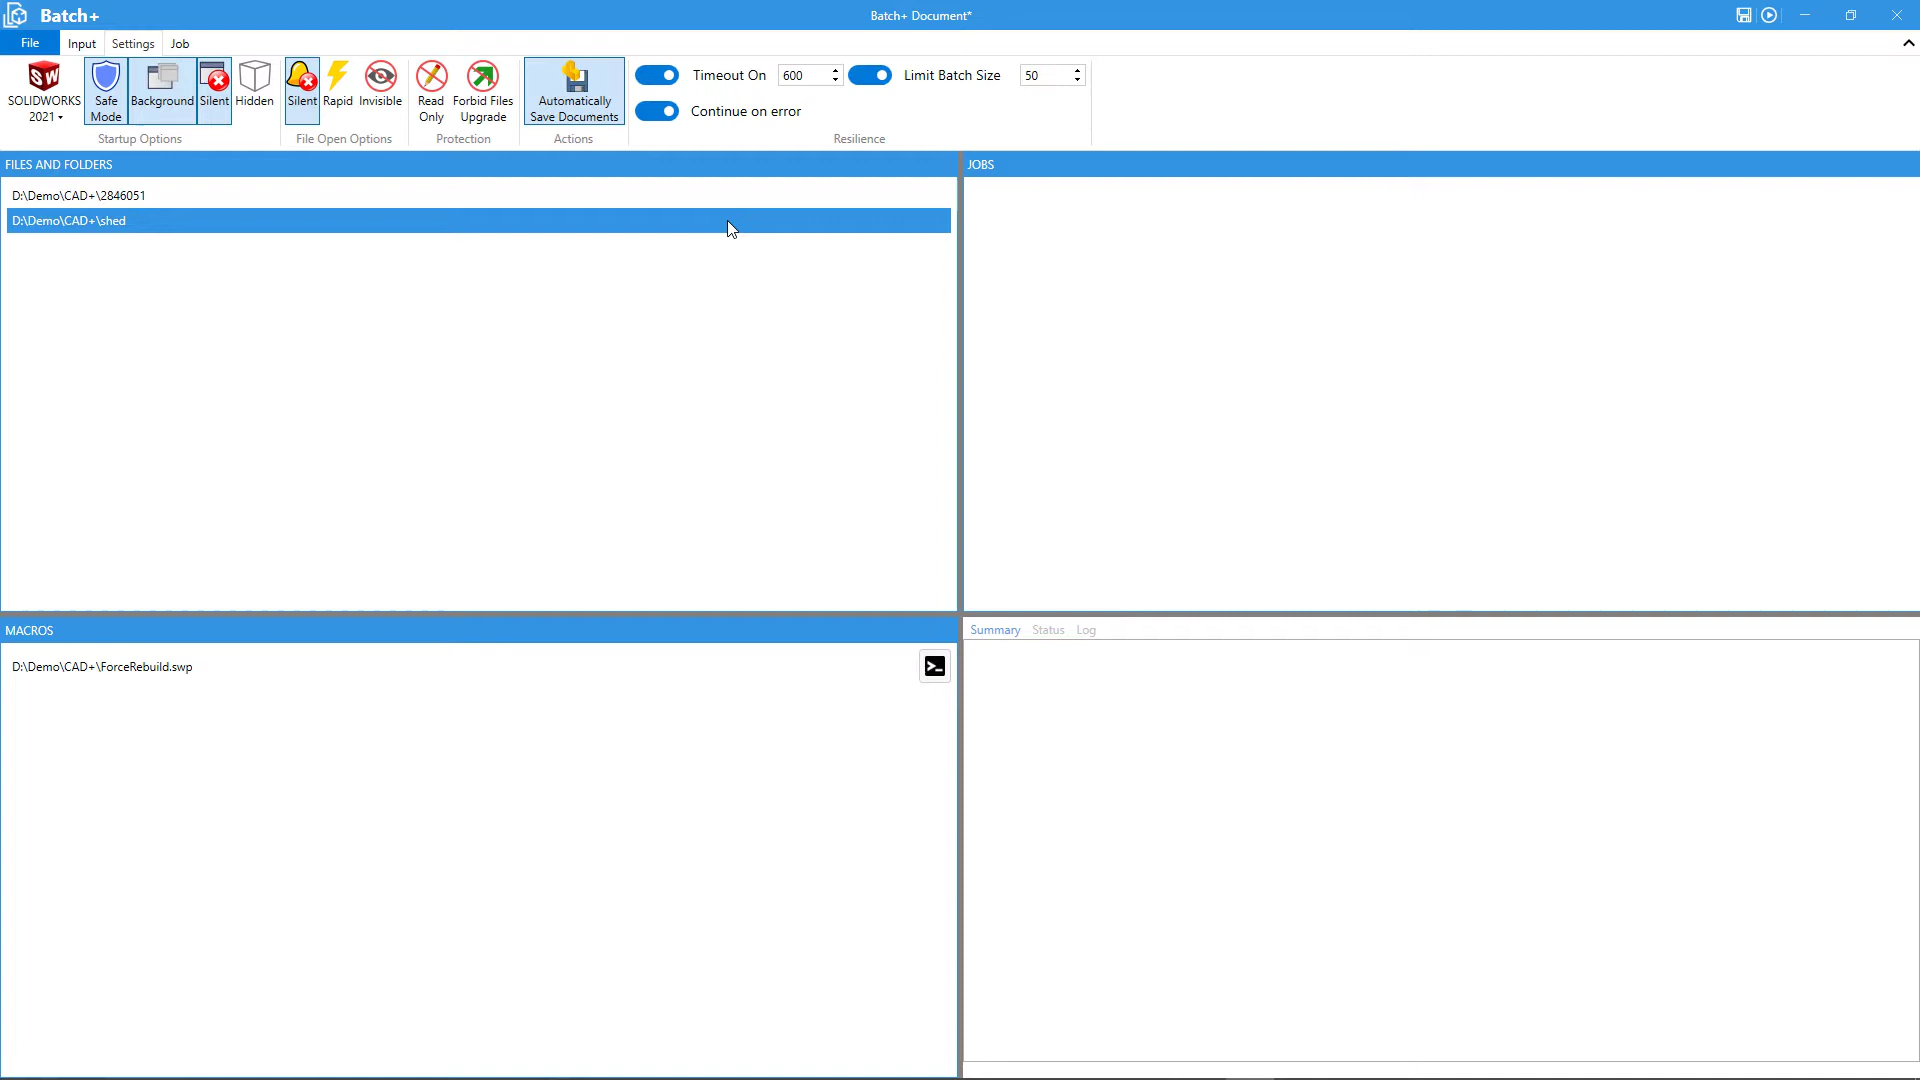 Batch+
Batch+ Document*
File
Input
Settings
Job
SW
SOLIDWORKS
2021
Safe
Mode
Background
Silent
Hidden
Startup Options
Silent
Rapid
Invisible
File Open Options
Read
Only
Forbid Files
Upgrade
Protection
Automatically
Save Documents
Actions
Timeout On
600
Limit Batch Size
50
Continue on error
Resilience
FILES AND FOLDERS
D:\Demo\CAD+\2846051
D:\Demo\CAD+\shed
JOBS
MACROS
D:\Demo\CAD+\ForceRebuild.swp
Summary
Status
Log